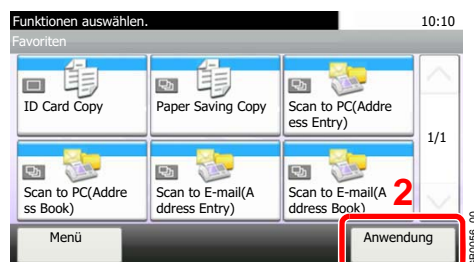 Funktionen auswählen. 10:10
Favoriten
ID Card Copy
Paper Saving Copy
Scan to PC(Addre
ess Entry)
1/1
Scan to PC(Addre
ss Book)
Scan to E-mail(A
ddress Entry)
Scan to E-mail(A
ddress Book)
2
Menü
Anwendung